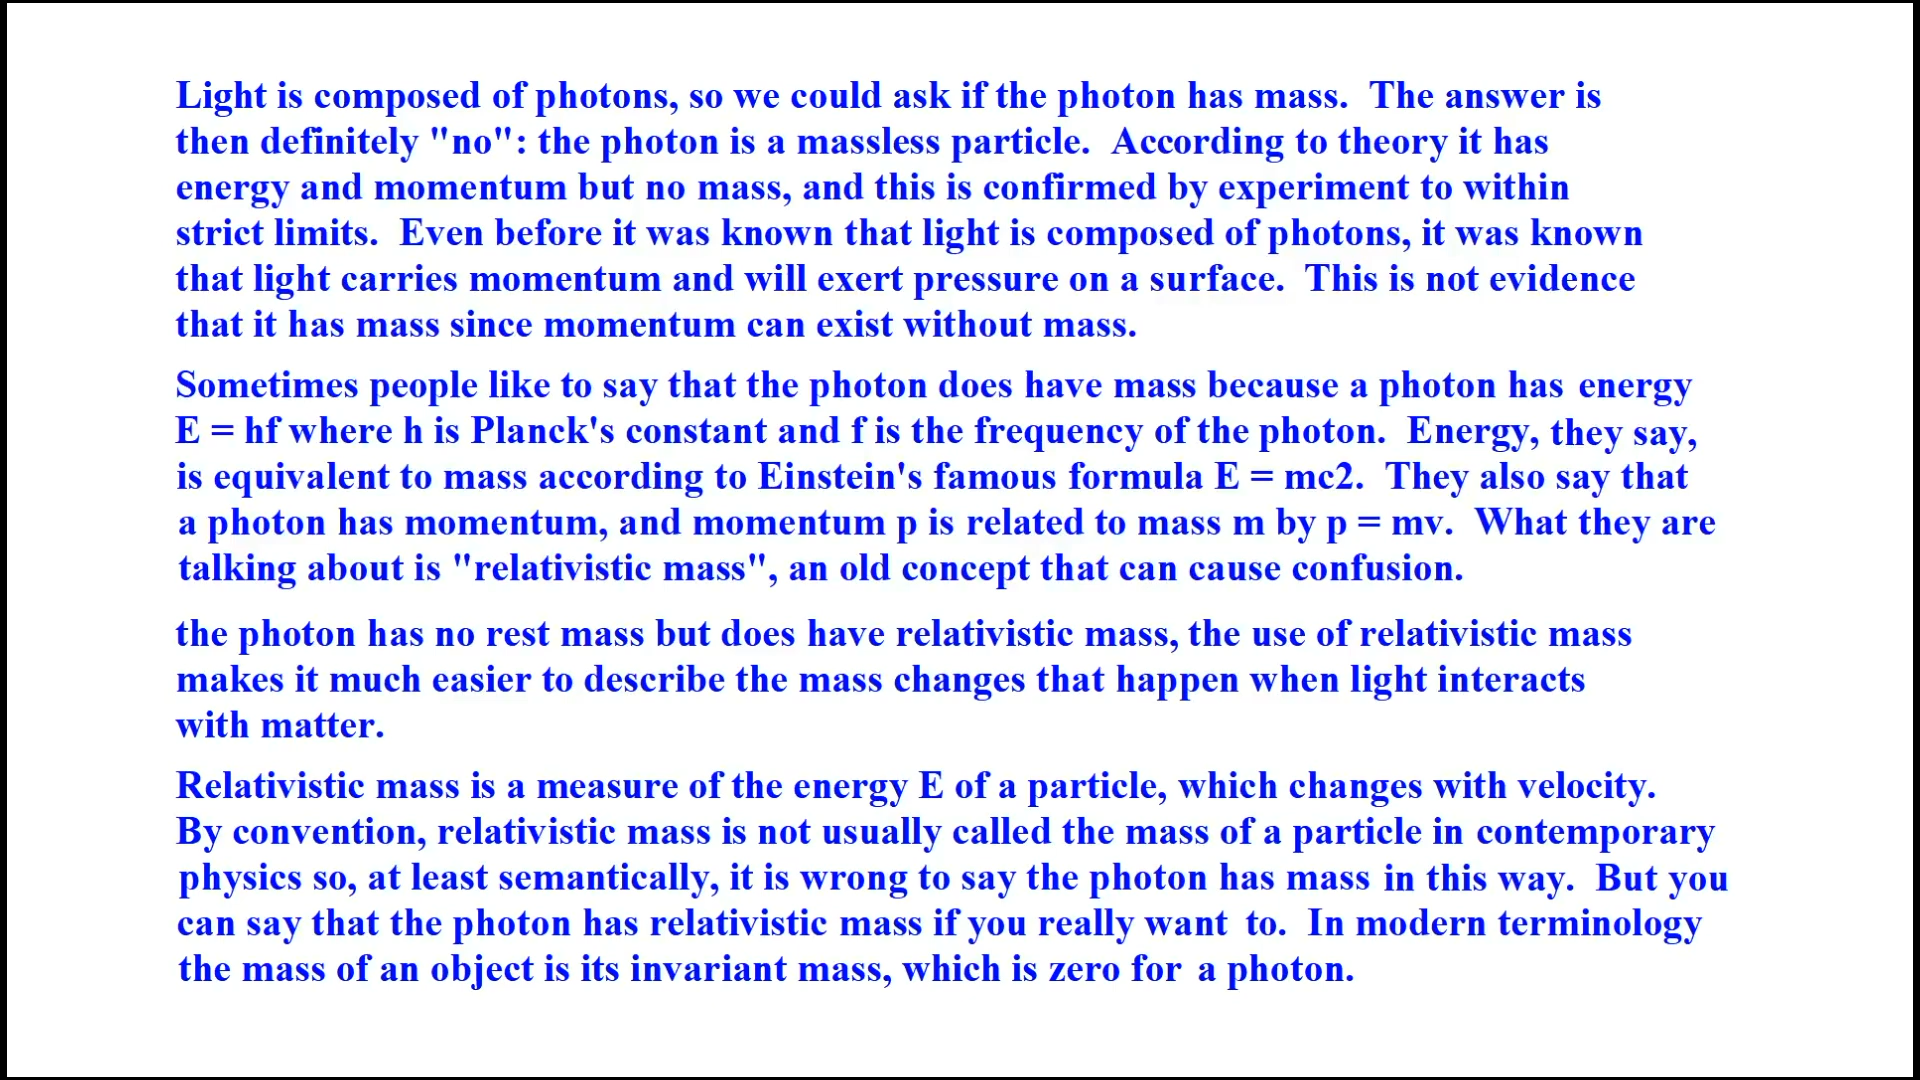 Light is composed of photons, so we could ask if the photon has mass.  The answer is
then definitely "no": the photon is a massless particle.  According to theory it has
energy and momentum but no mass, and this is confirmed by experiment to within
strict limits.  Even before it was known that light is composed of photons, it was known
that light carries momentum and will exert pressure on a surface.  This is not evidence
that it has mass since momentum can exist without mass.
Sometimes people like to say that the photon does have mass because a photon has energy
E = hf where h is Planck's constant and f is the frequency of the photon.  Energy, they say,
is equivalent to mass according to Einstein's famous formula E = mc2.  They also say that
a photon has momentum, and momentum p is related to mass m by p = mv.  What they are
talking about is "relativistic mass", an old concept that can cause confusion.
the photon has no rest mass but does have relativistic mass, the use of relativistic mass
makes it much easier to describe the mass changes that happen when light interacts
with matter.
Relativistic mass is a measure of the energy E of a particle, which changes with velocity.
By convention, relativistic mass is not usually called the mass of a particle in contemporary
physics so, at least semantically, it is wrong to say the photon has mass in this way.  But you
can say that the photon has relativistic mass if you really want to.  In modern terminology
the mass of an object is its invariant mass, which is zero for a photon.